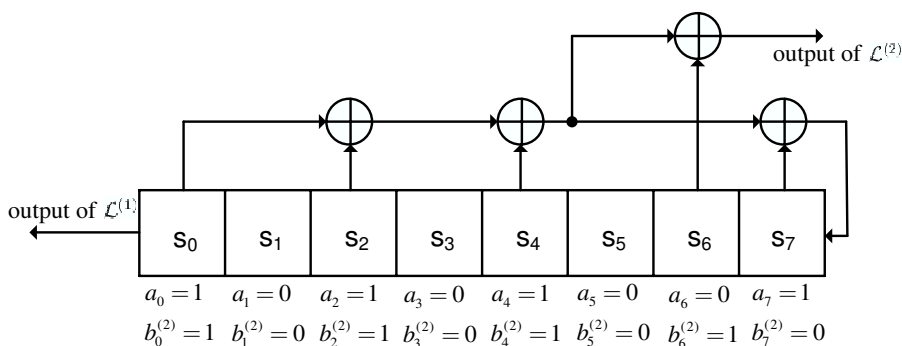 output of 𝓛⁽²⁾
output of 𝓛⁽¹⁾
S₀ S₁ S₂ S₃ S₄ S₅ S₆ S₇
a₀ = 1 a₁ = 0 a₂ = 1 a₃ = 0 a₄ = 1 a₅ = 0 a₆ = 0 a₇ = 1
b₀⁽²⁾ = 1 b₁⁽²⁾ = 0 b₂⁽²⁾ = 1 b₃⁽²⁾ = 0 b₄⁽²⁾ = 1 b₅⁽²⁾ = 0 b₆⁽²⁾ = 1 b₇⁽²⁾ = 0